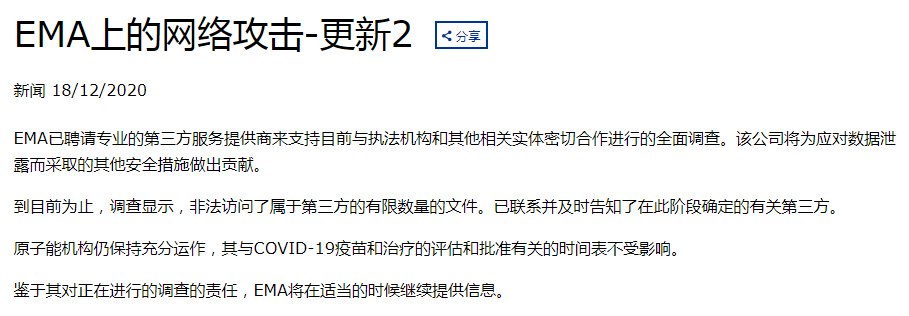 EMA上的网络攻击-更新2
分享
新闻 18/12/2020
EMA已聘请专业的第三方服务提供商来支持目前与执法机构和其他相关实体密切合作进行的全面调查。该公司将为应对数据泄
露而采取的其他安全措施做出贡献。
到目前为止，调查显示，非法访问了属于第三方的有限数量的文件。已联系并及时告知了在此阶段确定的有关第三方。
原子能机构仍保持充分运作，其与COVID-19疫苗和治疗的评估和批准有关的时间表不受影响。
鉴于其对正在进行的调查的责任，EMA将在适当的时候继续提供信息。